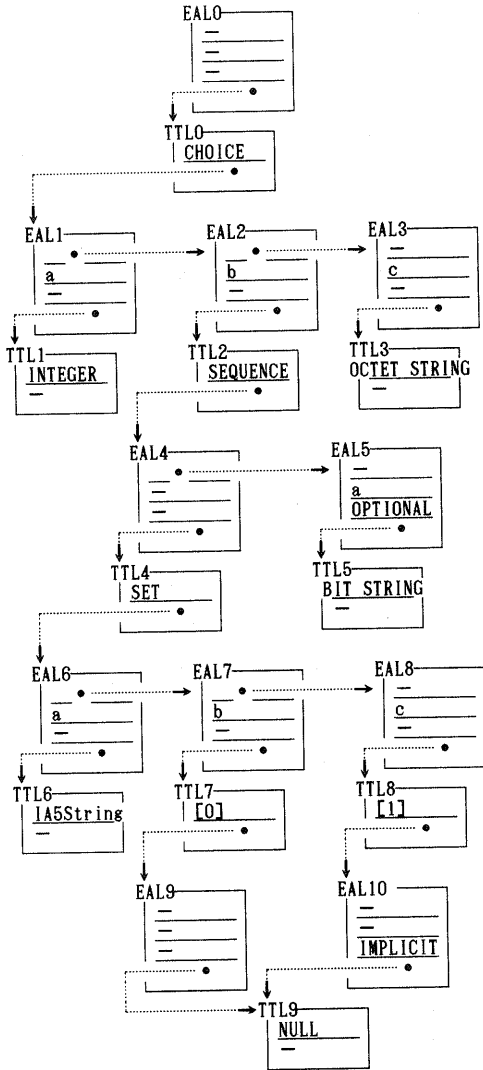 EAL0
—
—
—
TTL0
CHOICE
EAL1
a
—
EAL2
b
—
EAL3
—
c
—
TTL1
INTEGER
—
TTL2
SEQUENCE
TTL3
OCTET STRING
—
EAL4
—
—
EAL5
—
a
OPTIONAL
TTL4
SET
TTL5
BIT STRING
—
EAL6
a
—
EAL7
b
—
EAL8
—
c
—
TTL6
IA5String
—
TTL7
[0]
TTL8
[1]
EAL9
—
—
—
EAL10
—
—
IMPLICIT
TTL9
NULL
—